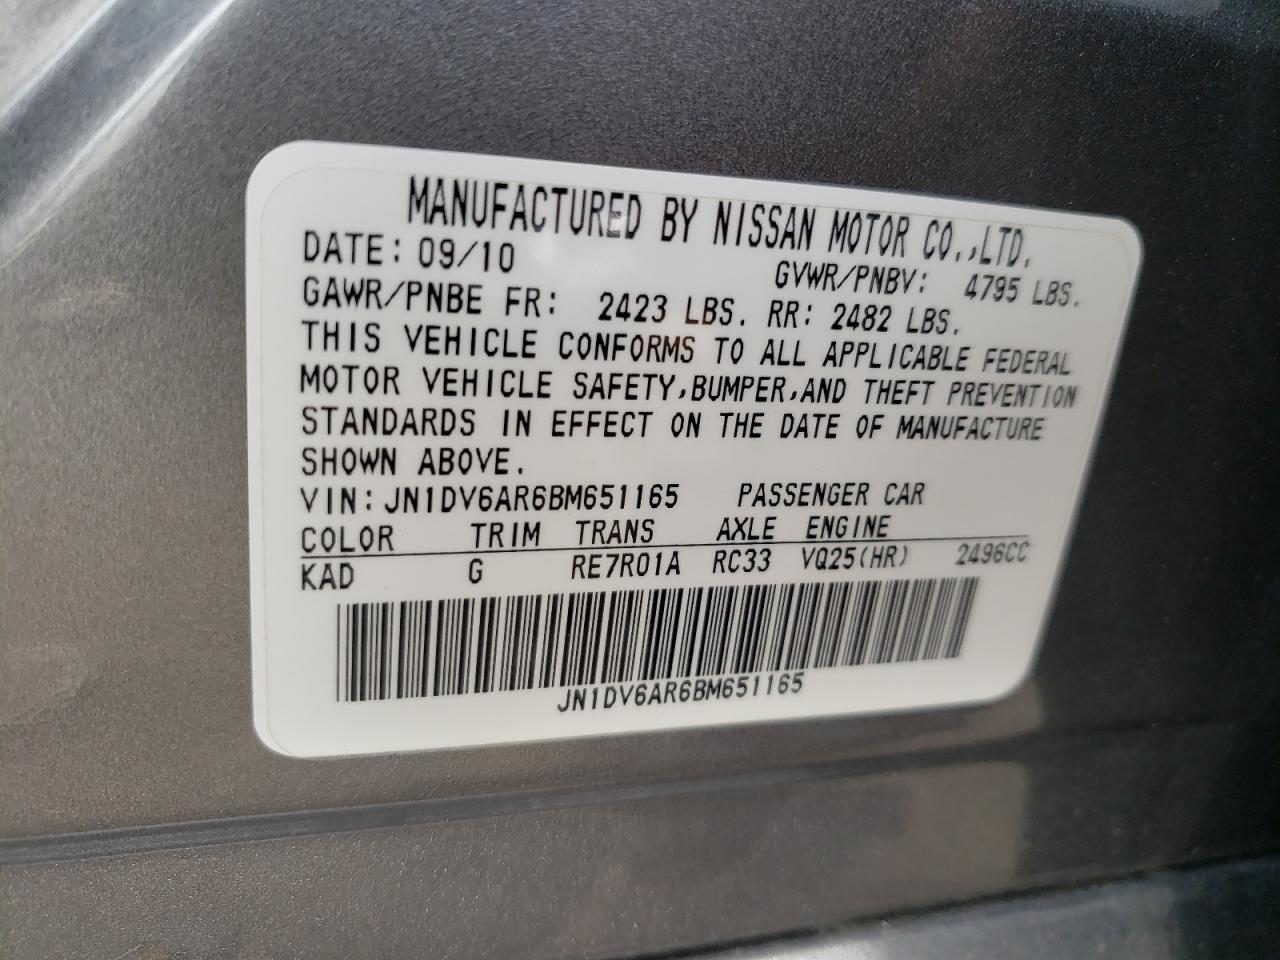 MANUFACTURED BY NISSAN MOTOR CO.,LTD.
DATE: 09/10 GVWR/PNBV: 4795 LBS.
GAWR/PNBE FR: 2423 LBS. RR: 2482 LBS.
THIS VEHICLE CONFORMS TO ALL APPLICABLE FEDERAL
MOTOR VEHICLE SAFETY,BUMPER,AND THEFT PREVENTION
STANDARDS IN EFFECT ON THE DATE OF MANUFACTURE
SHOWN ABOVE.
VIN:JN1DV6AR6BM651165 PASSENGER CAR
COLOR TRIM TRANS AXLE ENGINE
KAD G RE7R01A RC33 VQ25(HR) 2496CC
JN1DV6AR6BM651165